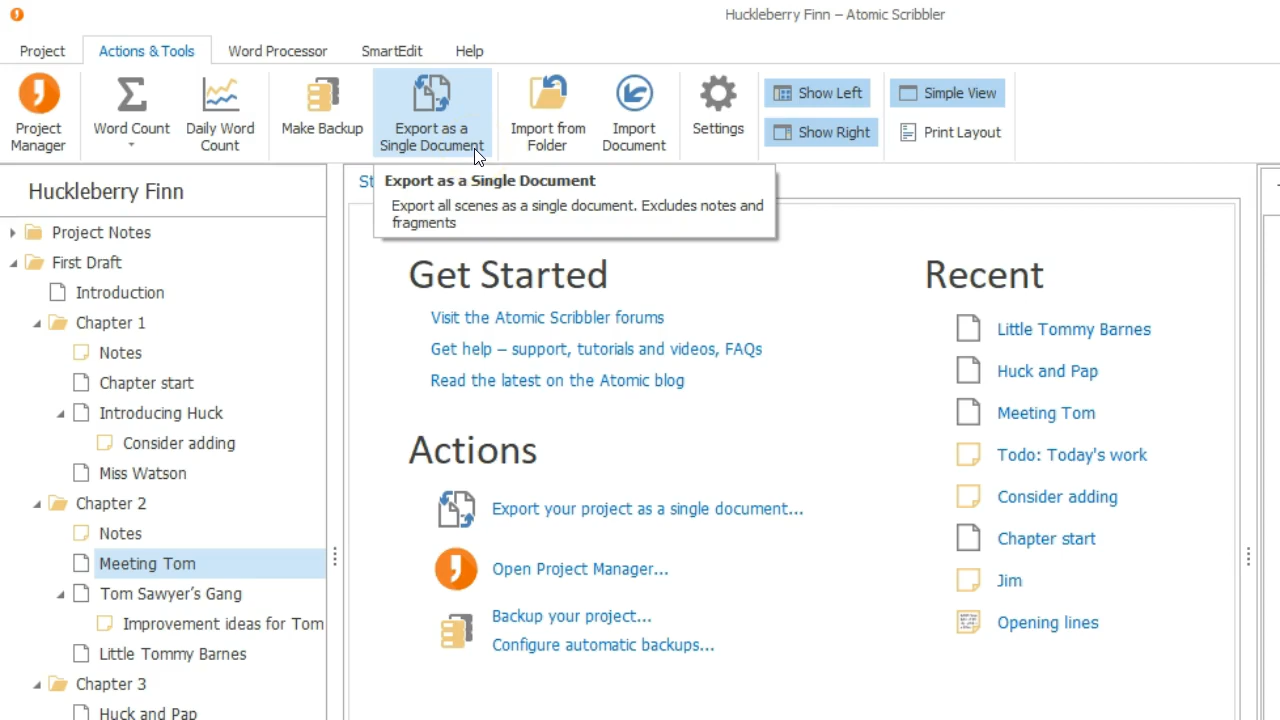 Huckleberry Finn – Atomic Scribbler
Project
Actions & Tools
Word Processor
SmartEdit
Help
Project
Manager
Word Count
Daily Word
Count
Make Backup
Export as a
Single Document
Import from
Folder
Import
Document
Settings
Show Left
Show Right
Simple View
Print Layout
Export as a Single Document
Export all scenes as a single document. Excludes notes and
fragments
Huckleberry Finn
Project Notes
First Draft
Introduction
Chapter 1
Notes
Chapter start
Introducing Huck
Consider adding
Miss Watson
Chapter 2
Notes
Meeting Tom
Tom Sawyer's Gang
Improvement ideas for Tom
Little Tommy Barnes
Chapter 3
Huck and Pap
Get Started
Visit the Atomic Scribbler forums
Get help – support, tutorials and videos, FAQs
Read the latest on the Atomic blog
Actions
Export your project as a single document...
Open Project Manager...
Backup your project...
Configure automatic backups...
Recent
Little Tommy Barnes
Huck and Pap
Meeting Tom
Todo: Today's work
Consider adding
Chapter start
Jim
Opening lines